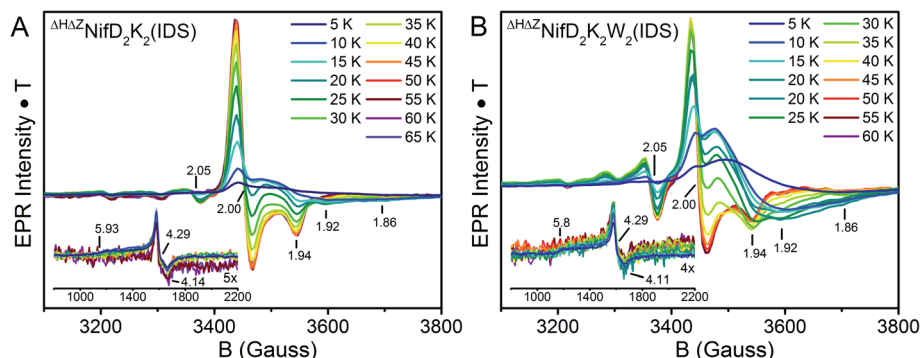 A
ΔHΔZNifD₂K₂(IDS)
5 K 35 K
10 K 40 K
15 K 45 K
20 K 50 K
25 K 55 K
30 K 60 K
65 K
EPR Intensity • T
2.05
2.00
1.92
1.86
1.94
5.93
4.29
4.14
5x
1000 1400 1800 2200
3200 3400 3600 3800
B (Gauss)
B
ΔHΔZNifD₂K₂W₂(IDS)
5 K 30 K
10 K 35 K
15 K 40 K
20 K 45 K
20 K 50 K
25 K 55 K
60 K
EPR Intensity • T
2.05
2.00
1.86
1.92
1.94
5.8
4.29
4.11
4x
1000 1400 1800 2200
3200 3400 3600 3800
B (Gauss)